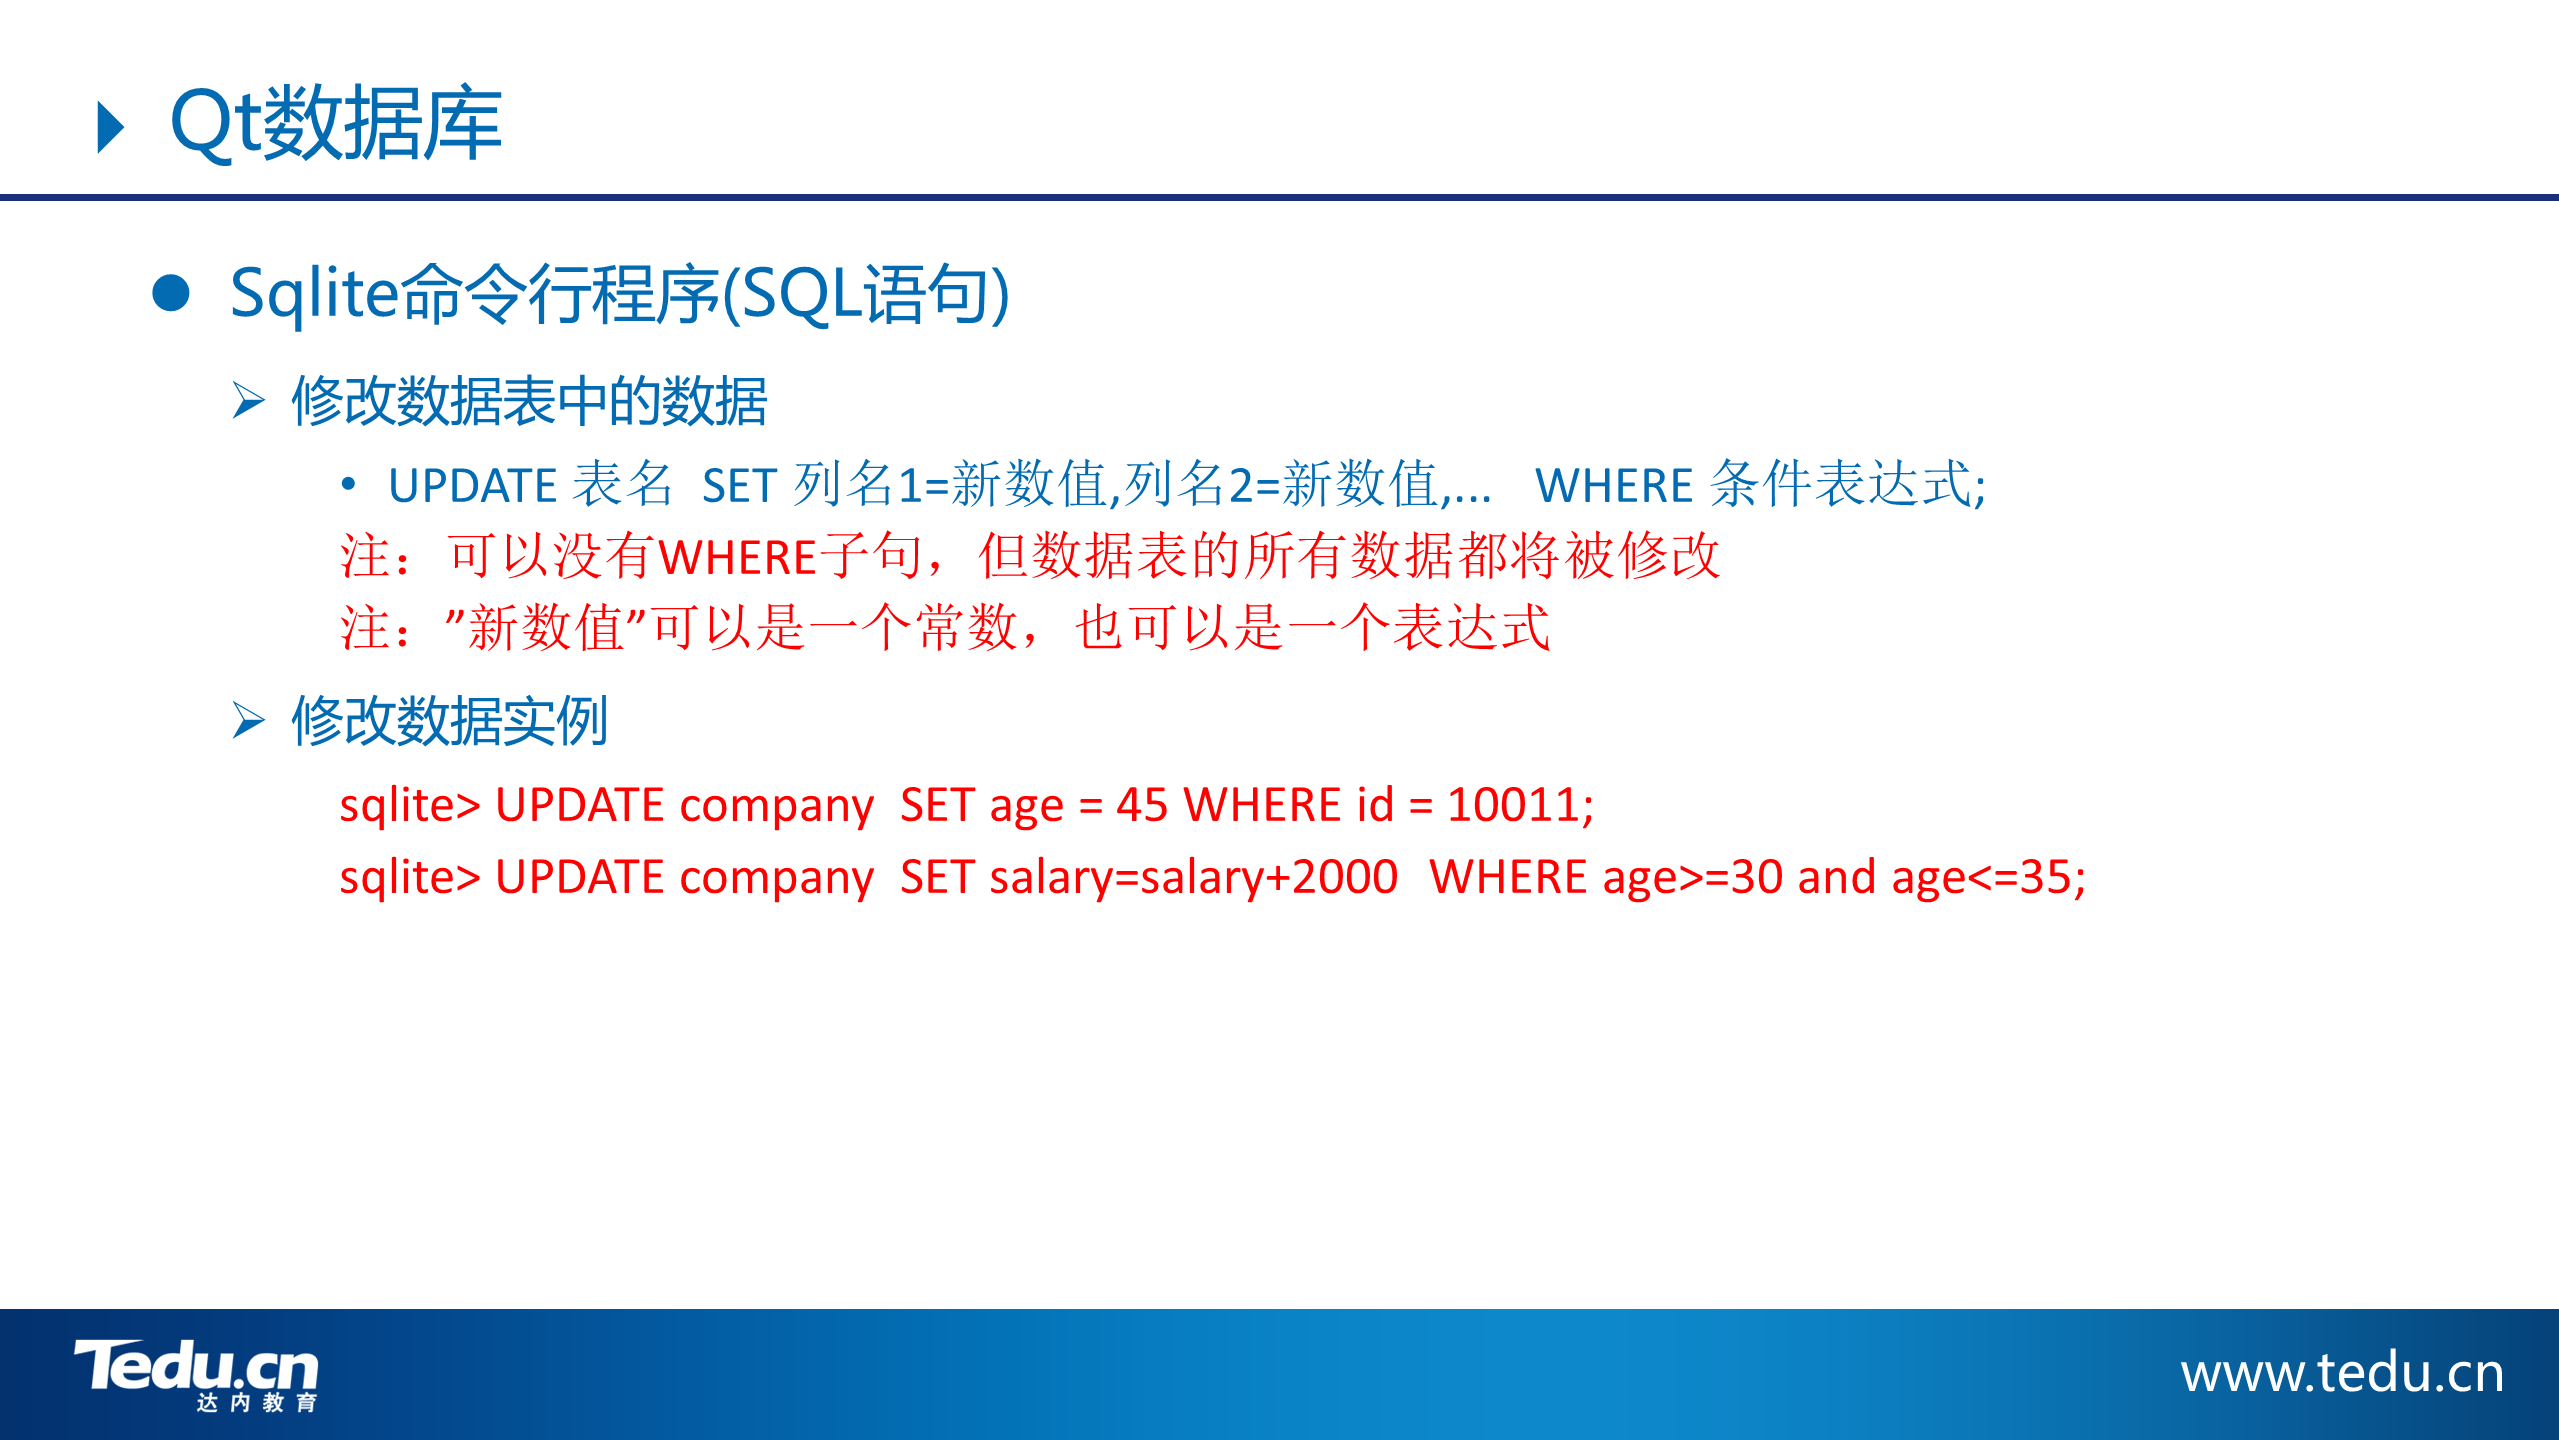 Qt数据库
Sqlite命令行程序(SQL语句)
修改数据表中的数据
• UPDATE 表名 SET 列名1=新数值,列名2=新数值,... WHERE 条件表达式;
注：可以没有WHERE子句，但数据表的所有数据都将被修改
注：”新数值”可以是一个常数，也可以是一个表达式
修改数据实例
sqlite> UPDATE company SET age = 45 WHERE id = 10011;
sqlite> UPDATE company SET salary=salary+2000 WHERE age>=30 and age<=35;
Tedu.cn
达内教育
www.tedu.cn